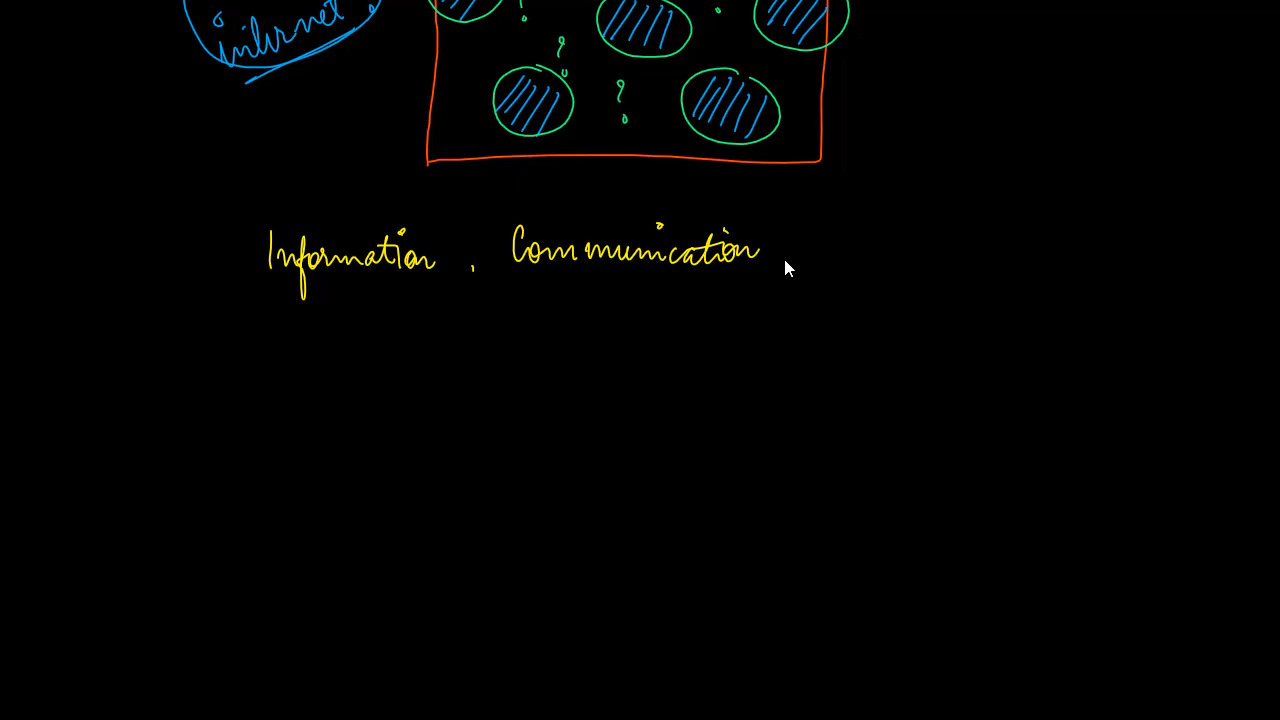 internet
? ?
?
Information , Communication